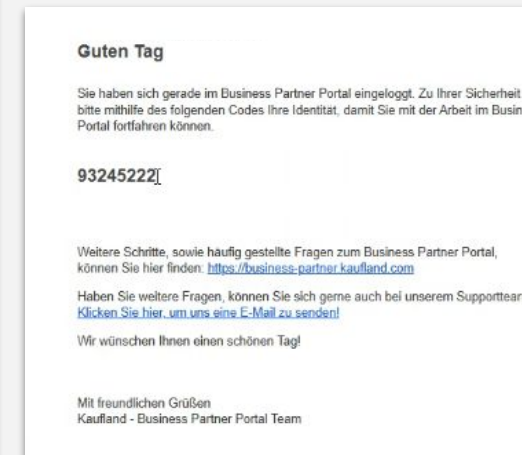 Guten Tag
Sie haben sich gerade im Business Partner Portal eingeloggt. Zu Ihrer Sicherheit
bitte mithilfe des folgenden Codes Ihre Identität, damit Sie mit der Arbeit im Busin
Portal fortfahren können.
93245222
Weitere Schritte, sowie häufig gestellte Fragen zum Business Partner Portal,
können Sie hier finden: https://business-partner.kaufland.com
Haben Sie weitere Fragen, können Sie sich gerne auch bei unserem Supporttear
Klicken Sie hier, um uns eine E-Mail zu senden!
Wir wünschen Ihnen einen schönen Tag!
Mit freundlichen Grüßen
Kaufland - Business Partner Portal Team